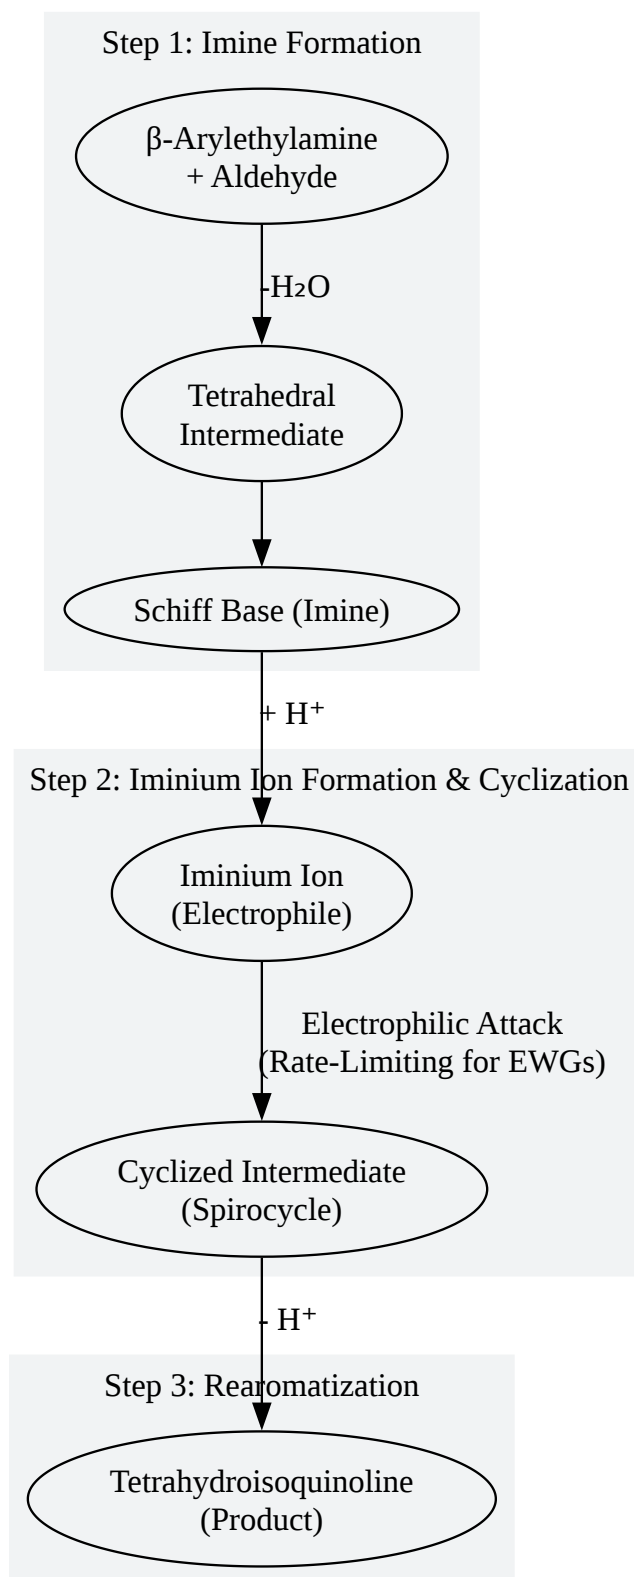 Step 1: Imine Formation
β-Arylethylamine
+ Aldehyde
-H₂O
Tetrahedral
Intermediate
Schiff Base (Imine)
+ H⁺
Step 2: Iminium Ion Formation & Cyclization
Iminium Ion
(Electrophile)
Electrophilic Attack
(Rate-Limiting for EWGs)
Cyclized Intermediate
(Spirocycle)
- H⁺
Step 3: Rearomatization
Tetrahydroisoquinoline
(Product)